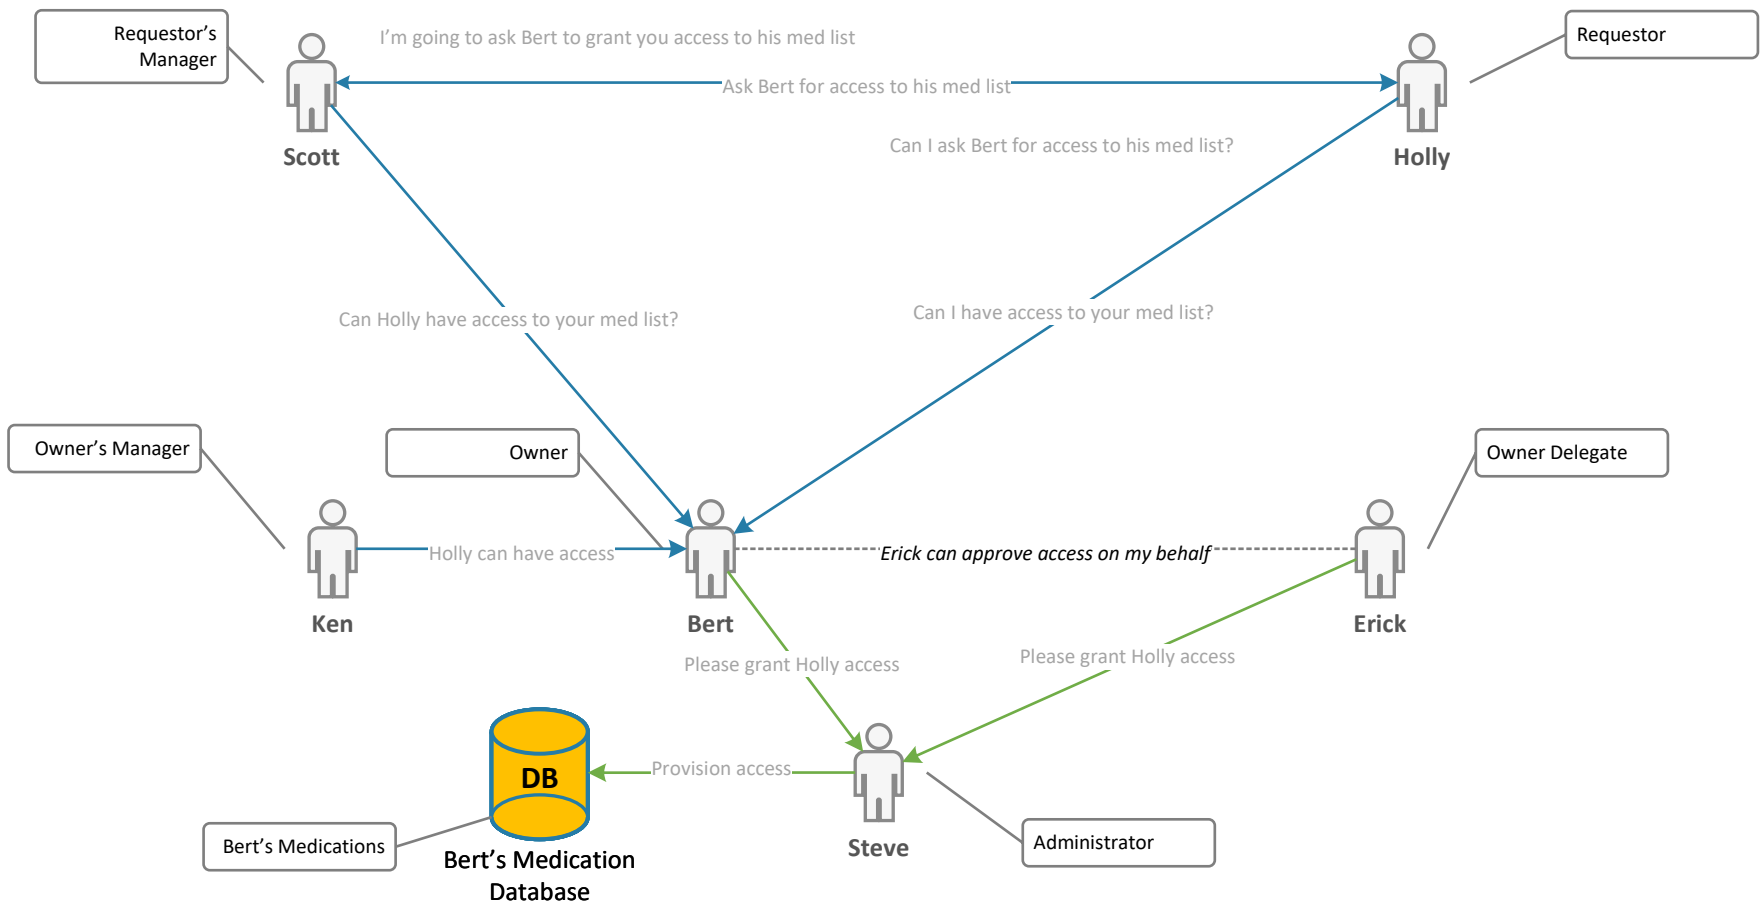 Requestor's
Manager
I'm going to ask Bert to grant you access to his med list
Requestor
Ask Bert for access to his med list
Scott
Can I ask Bert for access to his med list?
Holly
Can Holly have access to your med list?
Can I have access to your med list?
Owner's Manager
Owner
Owner Delegate
Holly can have access
Erick can approve access on my behalf
Ken
Bert
Erick
Please grant Holly access
Please grant Holly access
DB
Provision access
Bert's Medications
Steve
Administrator
Bert's Medication
Database